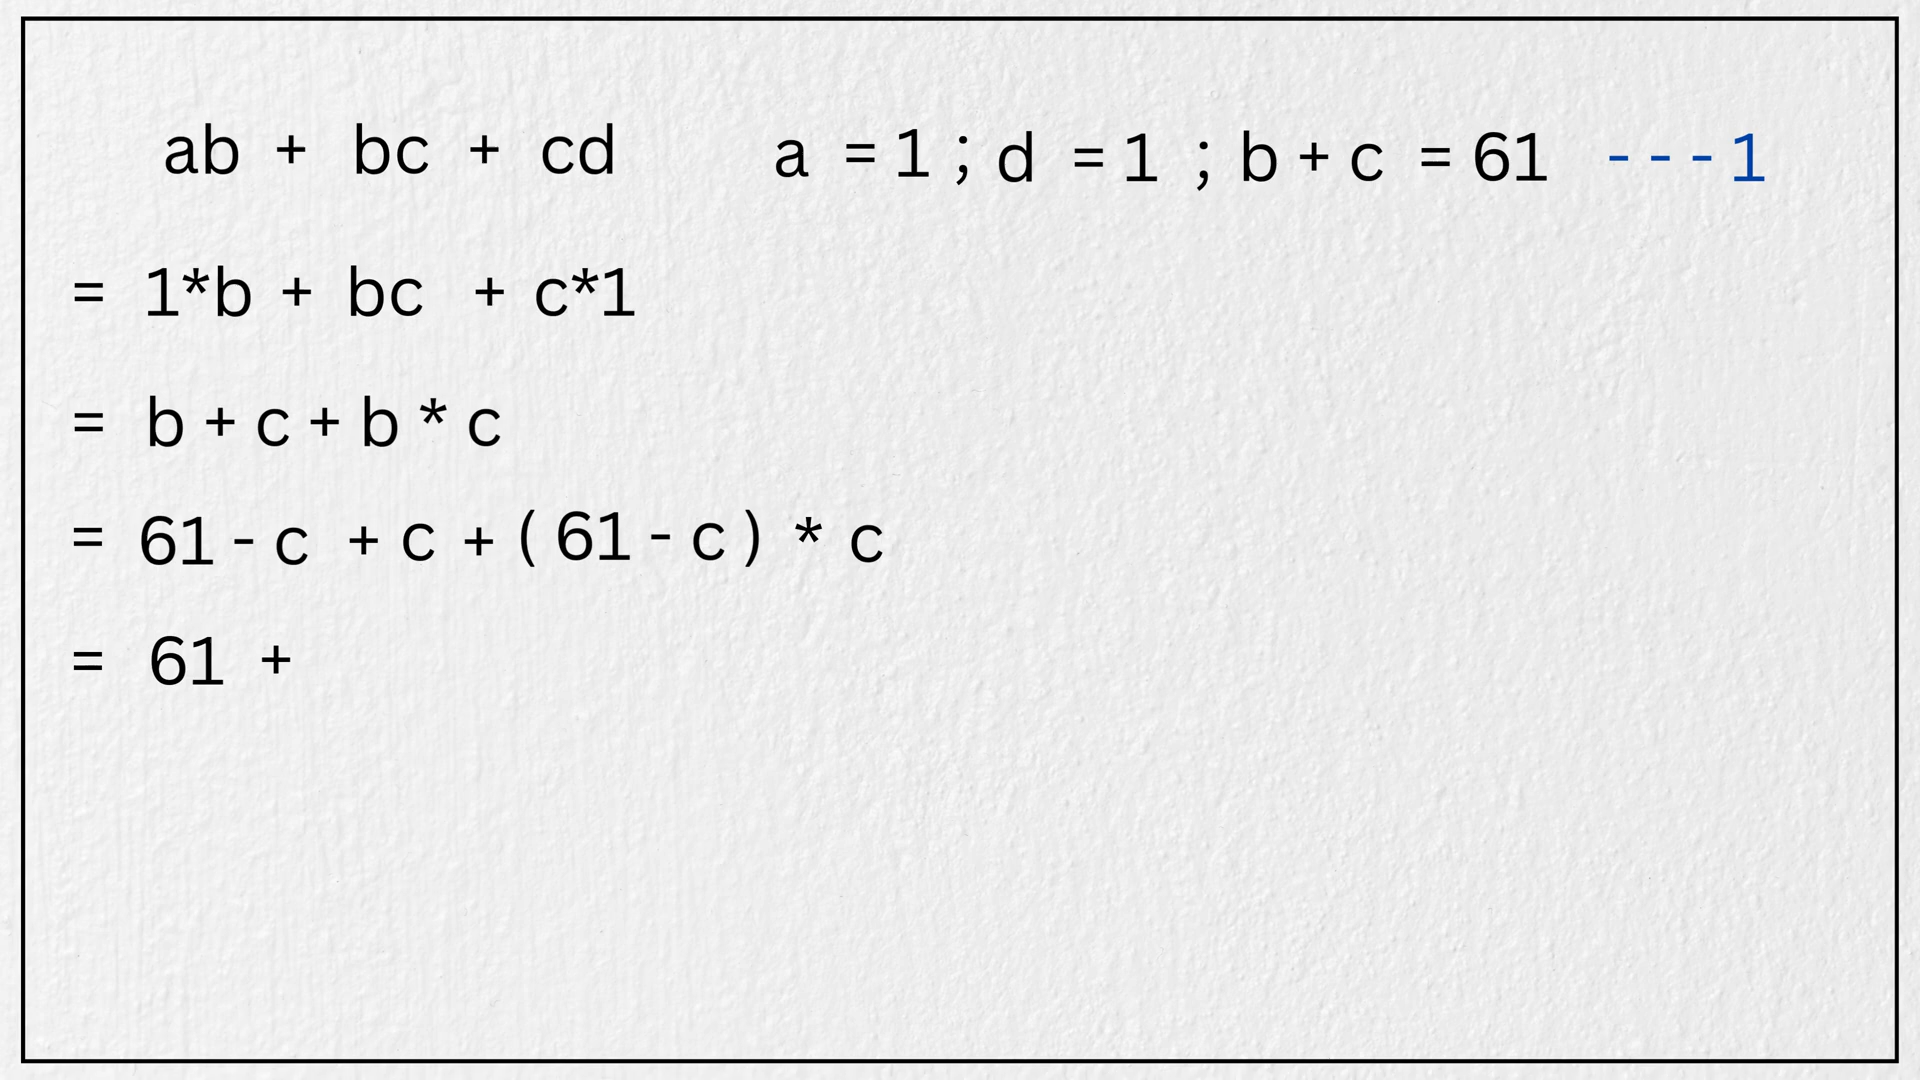 ab + bc + cd a = 1 ; d = 1 ; b + c = 61 ---1
= 1*b + bc + c*1
= b + c + b * c
= 61 - c + c + ( 61 - c ) * c
= 61 +